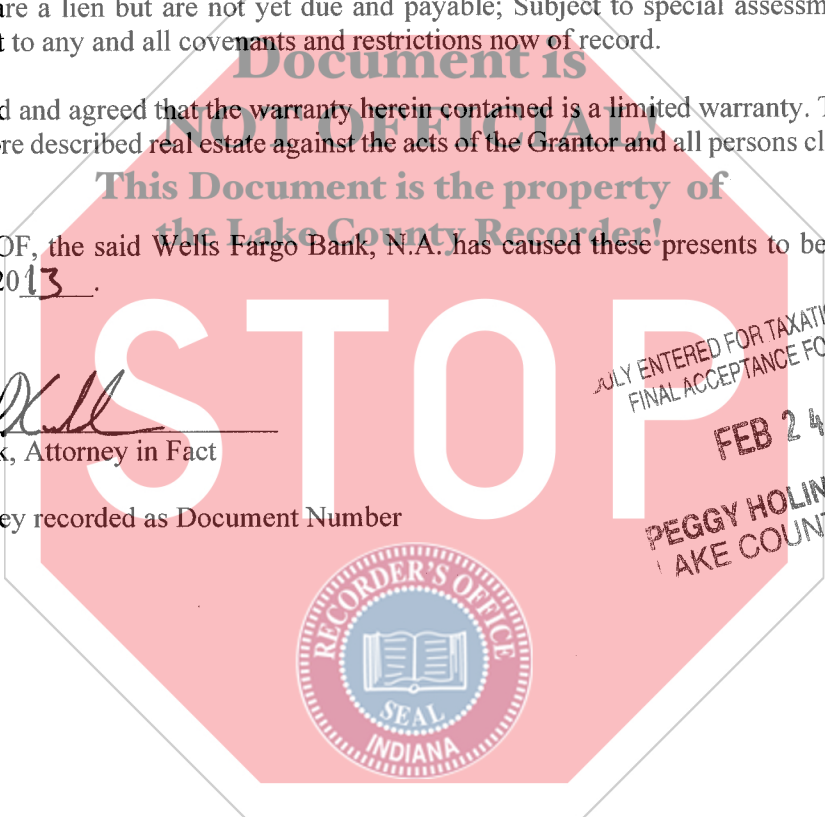 are a lien but are not yet due and payable; Subject to special assessm
t to any and all covenants and restrictions now of record.
Document is
d and agreed that the warranty herein contained is a limited warranty. T
NOT OFFICIAL!
re described real estate against the acts of the Grantor and all persons cl
This Document is the property of
the Lake County Recorder!
OF, the said Wells Fargo Bank, N.A. has caused these presents to be
2013.
STOP
ULY ENTERED FOR TAXATI
FINAL ACCEPTANCE FO
FEB 24
k, Attorney in Fact
ey recorded as Document Number
PEGGY HOLIN
LAKE COUNT
RECORDER'S OFFICE
SEAL
INDIANA